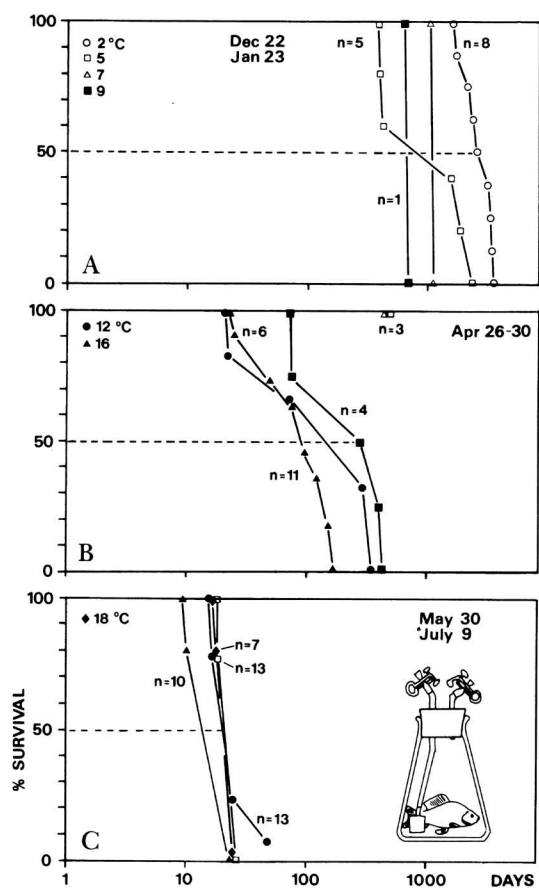 100
○ 2 °C
□ 5
△ 7
■ 9
Dec 22
Jan 23
n=5
n=8
50
n=1
A
0
100
● 12 °C
▲ 16
n=6
n=3
Apr 26-30
n=4
50
n=11
B
0
100
◆ 18 °C
May 30
July 9
n=7
n=13
n=10
50
n=13
% SURVIVAL
C
0
1 10 100 1000 DAYS